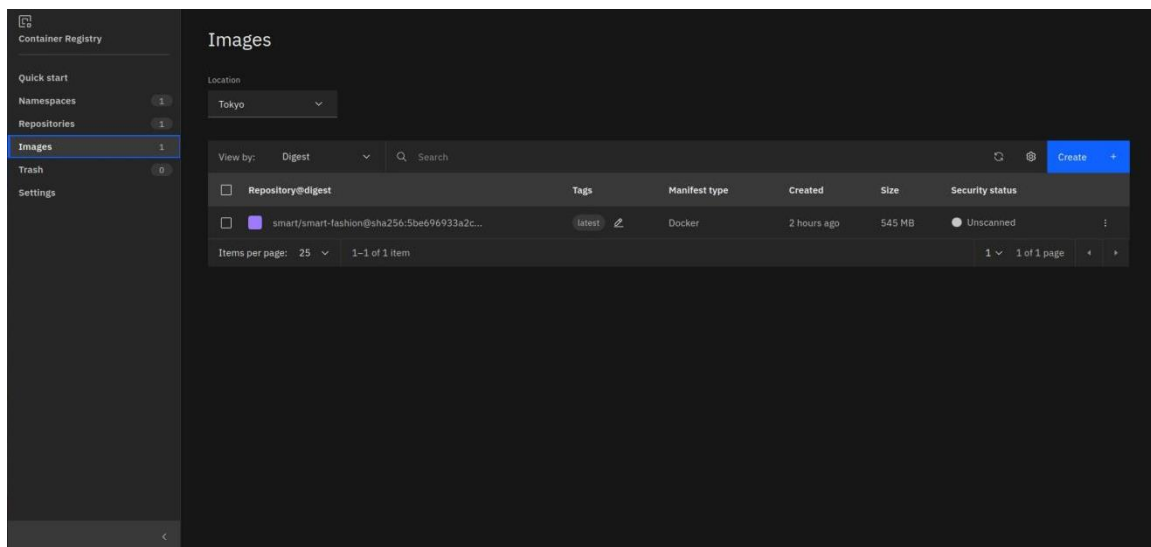 Container Registry
Quick start
Namespaces 1
Repositories 1
Images 1
Trash 0
Settings
Images
Location
Tokyo
View by: Digest Search Create +
Repository@digest Tags Manifest type Created Size Security status
smart/smart-fashion@sha256:5be696933a2c... latest Docker 2 hours ago 545 MB Unscanned
Items per page: 25 1–1 of 1 item 1 1 of 1 page